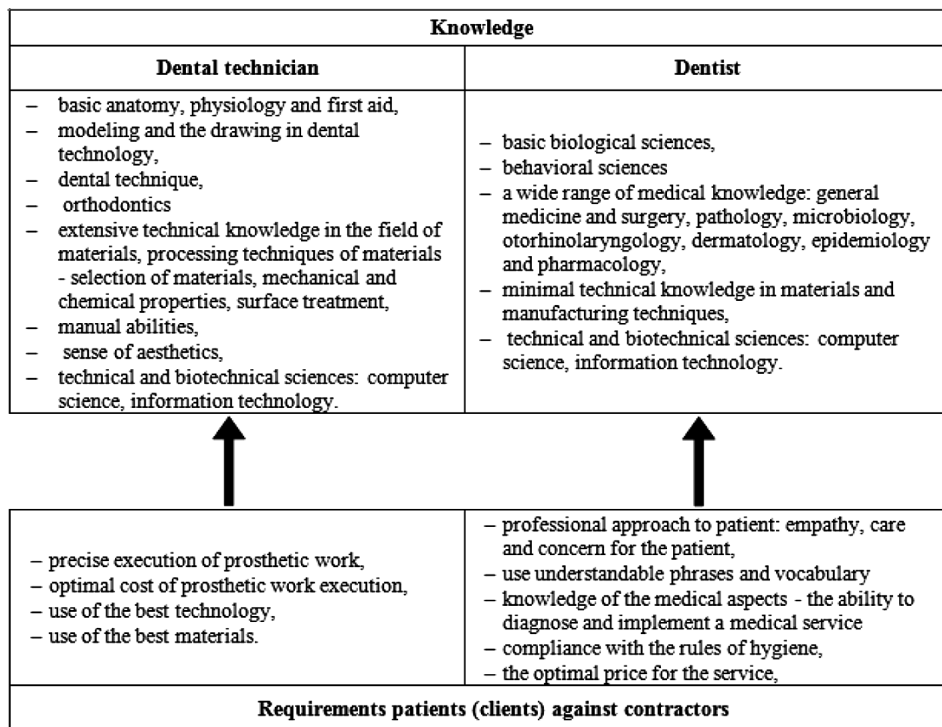 Knowledge
Dental technician
– basic anatomy, physiology and first aid,
– modeling and the drawing in dental
technology,
– dental technique,
– orthodontics
– extensive technical knowledge in the field of
materials, processing techniques of materials
- selection of materials, mechanical and
chemical properties, surface treatment,
– manual abilities,
– sense of aesthetics,
– technical and biotechnical sciences: computer
science, information technology.
Dentist
– basic biological sciences,
– behavioral sciences
– a wide range of medical knowledge: general
medicine and surgery, pathology, microbiology,
otorhinolaryngology, dermatology, epidemiology
and pharmacology,
– minimal technical knowledge in materials and
manufacturing techniques,
– technical and biotechnical sciences: computer
science, information technology.
– precise execution of prosthetic work,
– optimal cost of prosthetic work execution,
– use of the best technology,
– use of the best materials.
– professional approach to patient: empathy, care
and concern for the patient,
– use understandable phrases and vocabulary
– knowledge of the medical aspects - the ability to
diagnose and implement a medical service
– compliance with the rules of hygiene,
– the optimal price for the service,
Requirements patients (clients) against contractors